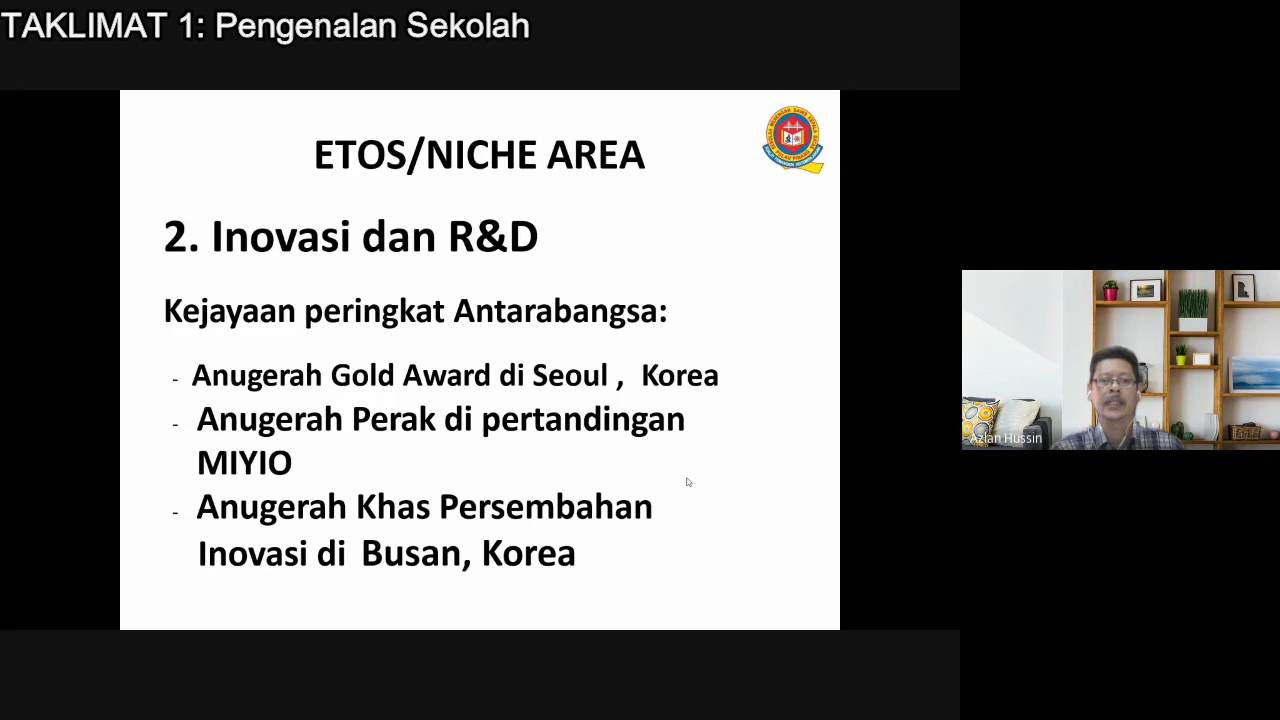 TAKLIMAT 1: Pengenalan Sekolah
ETOS/NICHE AREA
2. Inovasi dan R&D
Kejayaan peringkat Antarabangsa:
- Anugerah Gold Award di Seoul , Korea
- Anugerah Perak di pertandingan
MIYIO
- Anugerah Khas Persembahan
Inovasi di Busan, Korea
Azlan Hussin